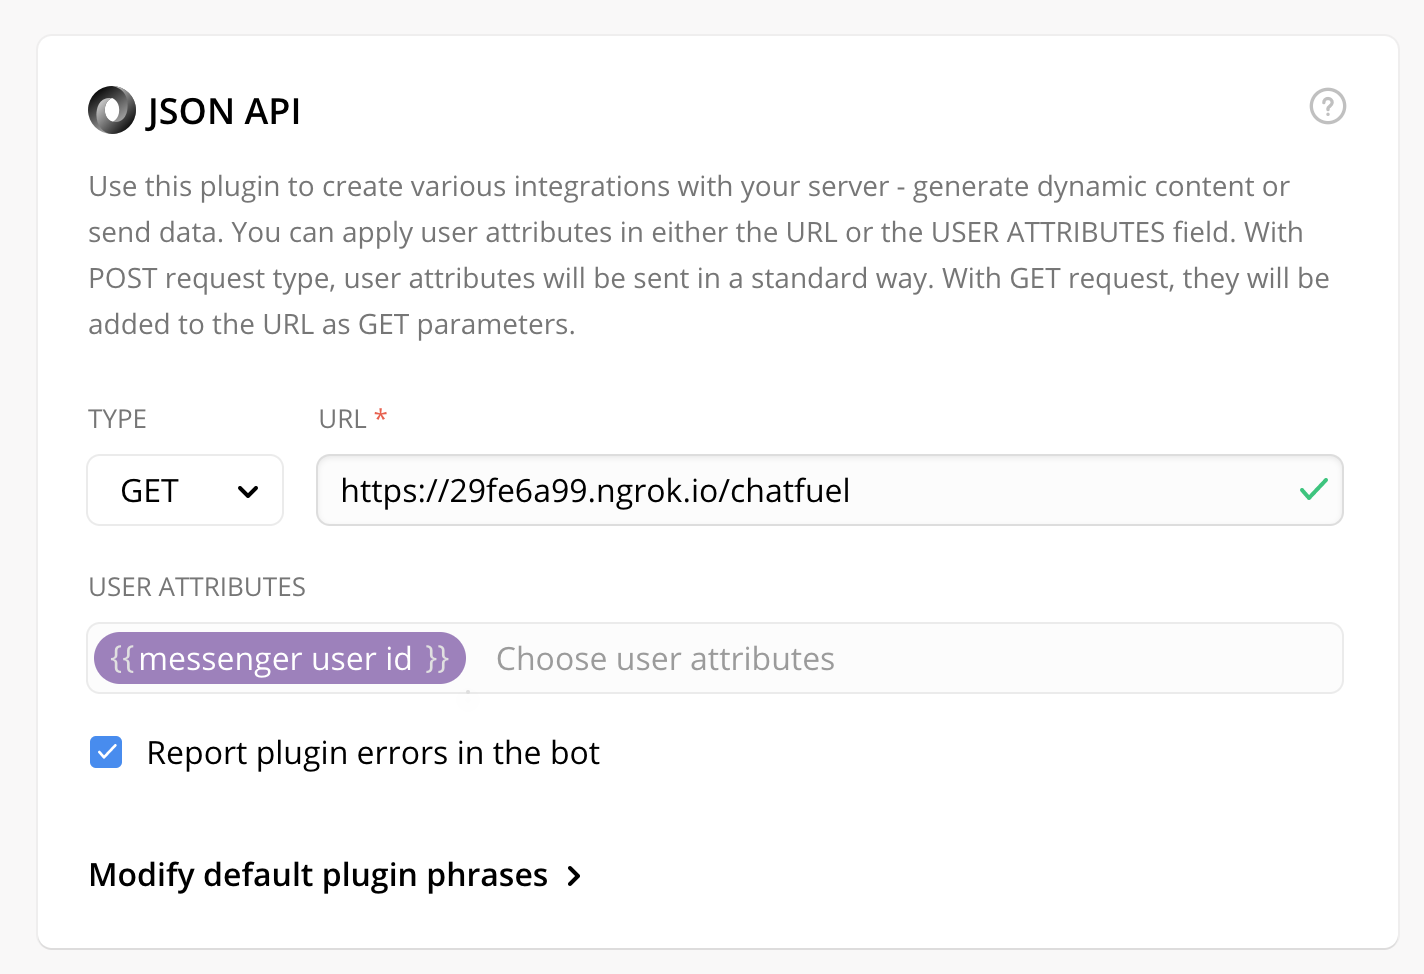 JSON API
?
Use this plugin to create various integrations with your server - generate dynamic content or
send data. You can apply user attributes in either the URL or the USER ATTRIBUTES field. With
POST request type, user attributes will be sent in a standard way. With GET request, they will be
added to the URL as GET parameters.
TYPE
URL *
GET
https://29fe6a99.ngrok.io/chatfuel
USER ATTRIBUTES
{{messenger user id }} Choose user attributes
Report plugin errors in the bot
Modify default plugin phrases